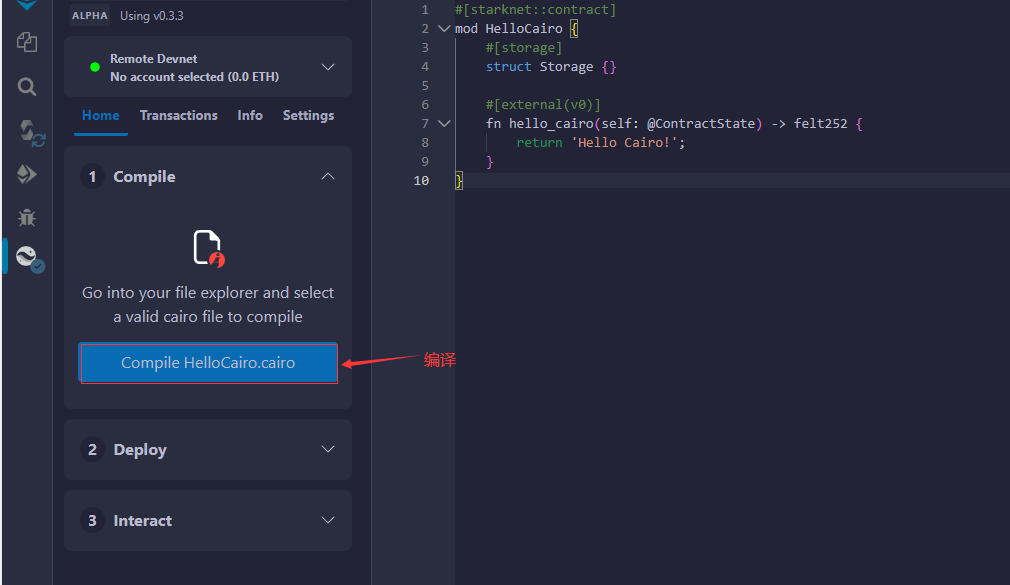 ALPHA Using v0.3.3
Remote Devnet
No account selected (0.0 ETH)
Home Transactions Info Settings
1 Compile
Go into your file explorer and select
a valid cairo file to compile
Compile HelloCairo.cairo
编译
2 Deploy
3 Interact
1 #[starknet::contract]
2 mod HelloCairo {
3 #[storage]
4 struct Storage {}
5
6 #[external(v0)]
7 fn hello_cairo(self: @ContractState) -> felt252 {
8 return 'Hello Cairo!';
9 }
10 }